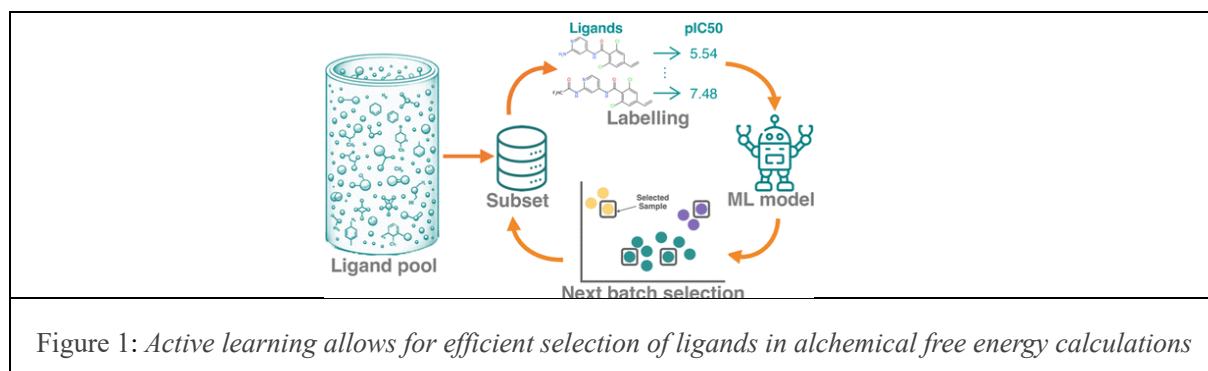 Ligands pIC50
5.54
7.48
Labelling
Subset
ML model
Selected
Sample
Ligand pool
Next batch selection
Figure 1: Active learning allows for efficient selection of ligands in alchemical free energy calculations